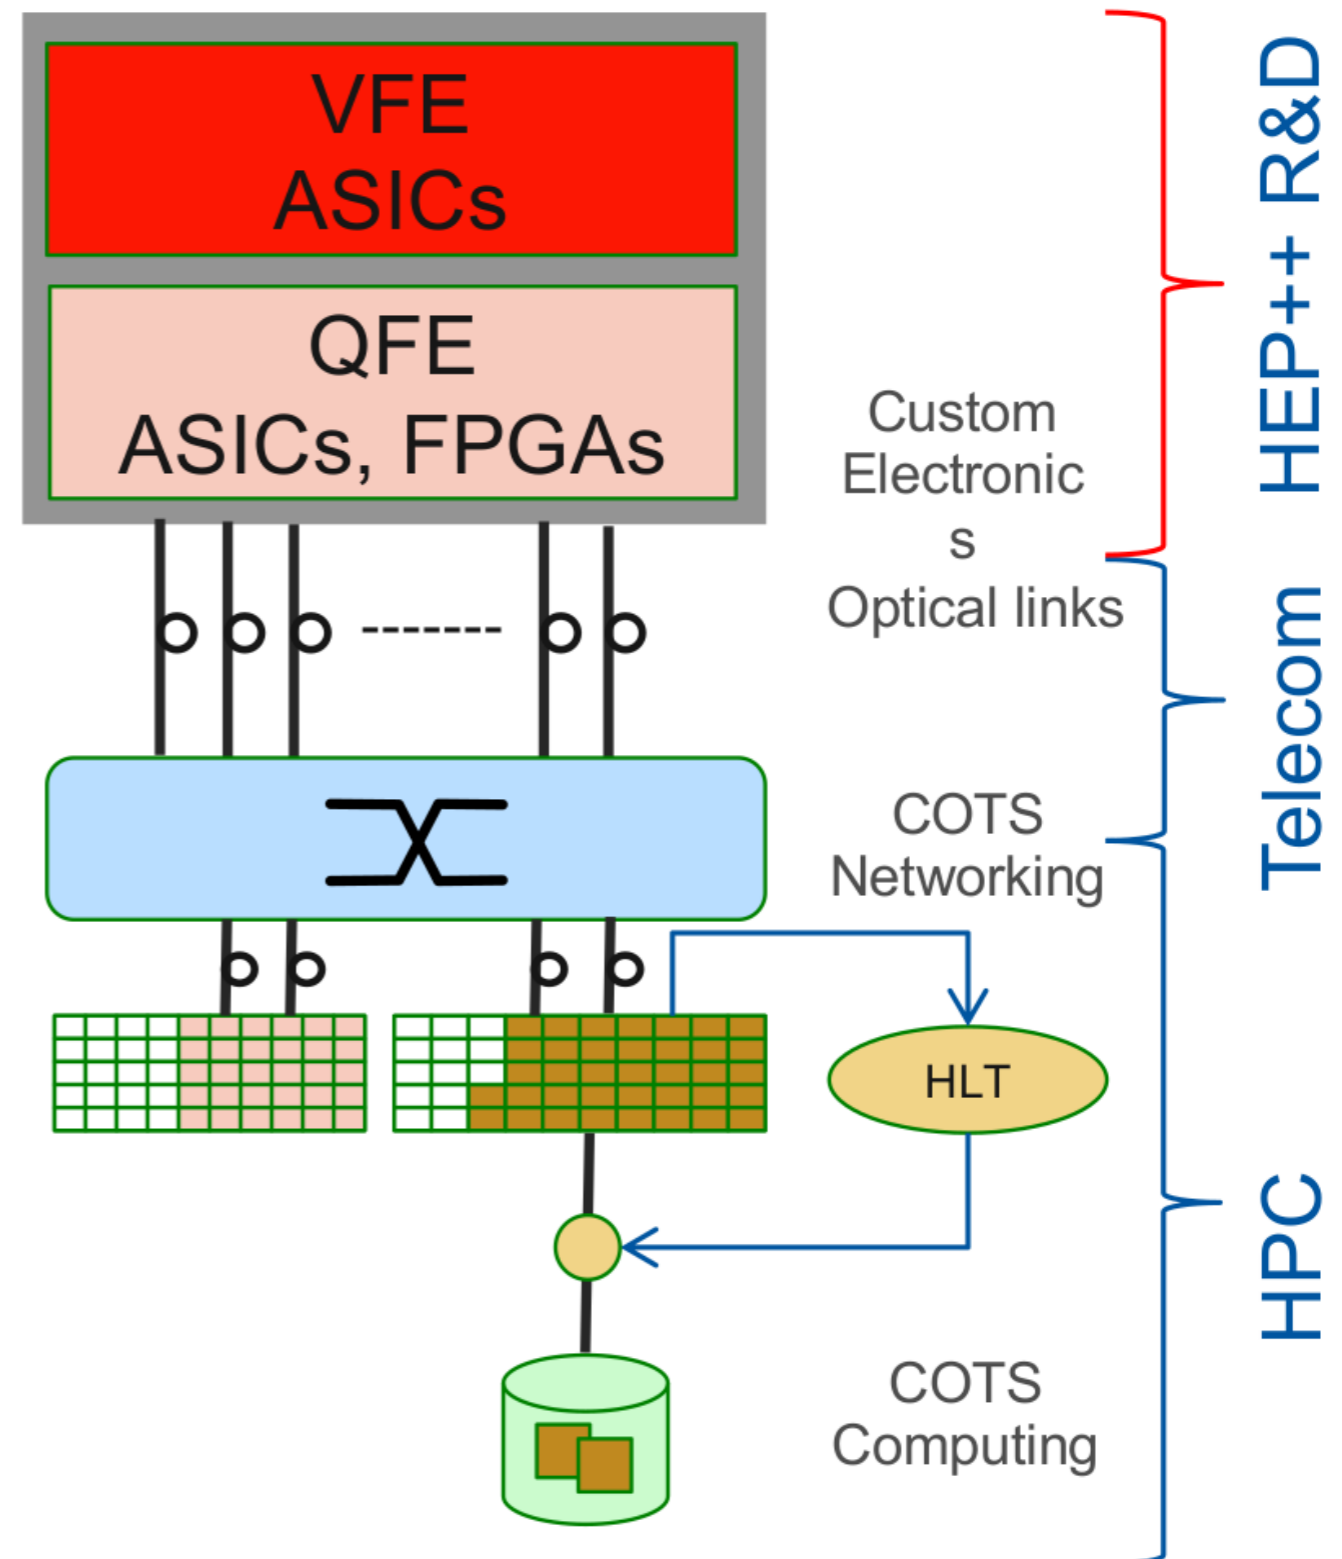 VFE
ASICs
QFE
ASICs, FPGAs
Custom
Electronic
s
Optical links
COTS
Networking
HLT
COTS
Computing
HEP++ R&D
Telecom
HPC